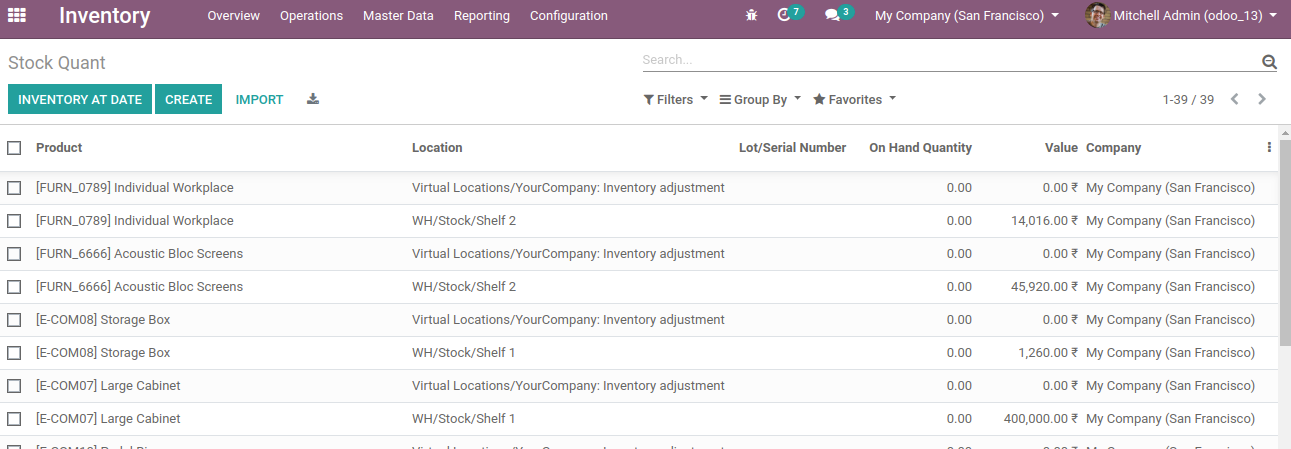 Inventory Overview Operations Master Data Reporting Configuration 7 3 My Company (San Francisco) Mitchell Admin (odoo_13)
Stock Quant Search...
INVENTORY AT DATE CREATE IMPORT Filters Group By Favorites 1-39 / 39
Product Location Lot/Serial Number On Hand Quantity Value Company
[FURN_0789] Individual Workplace Virtual Locations/YourCompany: Inventory adjustment 0.00 0.00 ₹ My Company (San Francisco)
[FURN_0789] Individual Workplace WH/Stock/Shelf 2 0.00 14,016.00 ₹ My Company (San Francisco)
[FURN_6666] Acoustic Bloc Screens Virtual Locations/YourCompany: Inventory adjustment 0.00 0.00 ₹ My Company (San Francisco)
[FURN_6666] Acoustic Bloc Screens WH/Stock/Shelf 2 0.00 45,920.00 ₹ My Company (San Francisco)
[E-COM08] Storage Box Virtual Locations/YourCompany: Inventory adjustment 0.00 0.00 ₹ My Company (San Francisco)
[E-COM08] Storage Box WH/Stock/Shelf 1 0.00 1,260.00 ₹ My Company (San Francisco)
[E-COM07] Large Cabinet Virtual Locations/YourCompany: Inventory adjustment 0.00 0.00 ₹ My Company (San Francisco)
[E-COM07] Large Cabinet WH/Stock/Shelf 1 0.00 400,000.00 ₹ My Company (San Francisco)